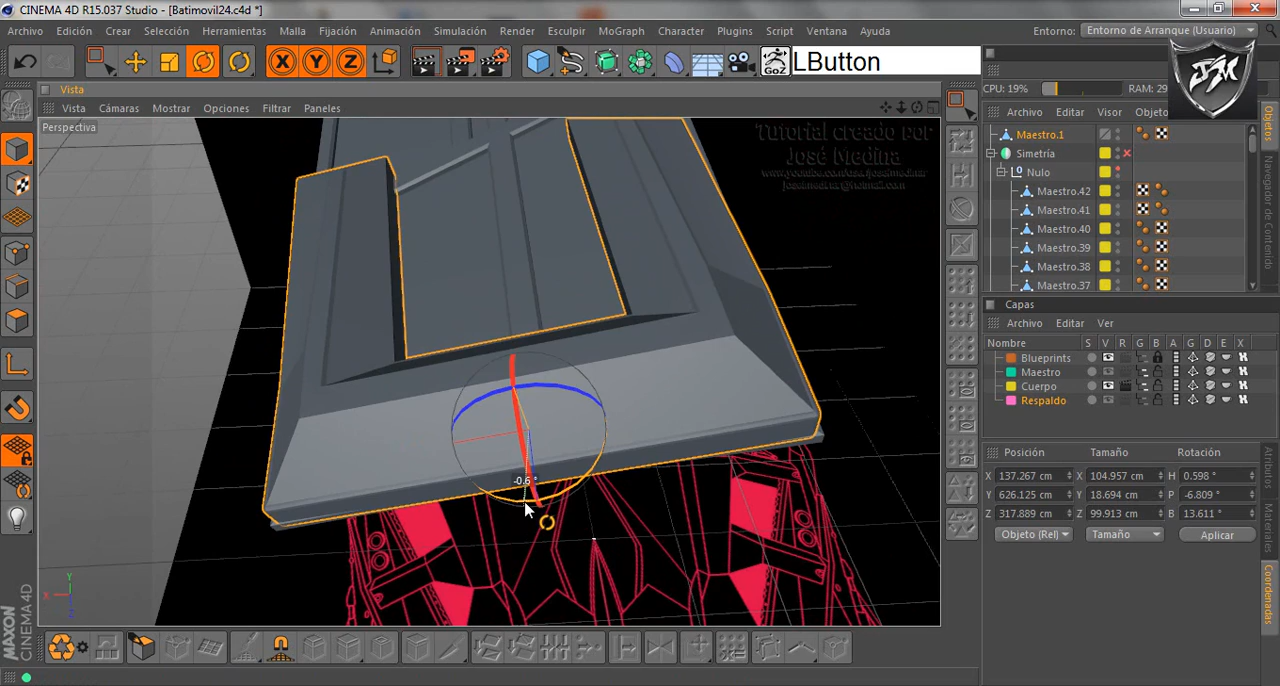 CINEMA 4D R15.037 Studio - [Batimovil24.c4d *]
Archivo Edición Crear Selección Herramientas Malla Fijación Animación Simulación Render Esculpir MoGraph Character Plugins Script Ventana Ayuda
Entorno: Entorno de Arranque (Usuario)
X Y Z GoZ LButton
JM
Vista
CPU: 19% RAM: 29
Vista Cámaras Mostrar Opciones Filtrar Paneles
Archivo Editar Visor Objeto
Perspectiva
Tutorial creado por
José Medina
Maestro.1
Simetría
Nulo
Maestro.42
Maestro.41
Maestro.40
Maestro.39
Maestro.38
Maestro.37
Objetos
Navegador de Contenido
Capas
Archivo Editar Ver
Nombre S V R G D A G D E X
Blueprints
Maestro
Cuerpo
Respaldo
Posición Tamaño Rotación
X 137.267 cm X 104.957 cm H 0.598 °
Y 626.125 cm Y 18.694 cm P -6.809 °
Z 317.889 cm Z 99.913 cm B 13.611 °
Objeto (Rel) Tamaño Aplicar
Atributos
Coordenadas
-0.6 °
Y
X
Z
MAXON
CINEMA 4D